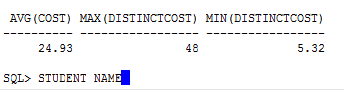 AVG(COST) MAX(DISTINCTCOST) MIN(DISTINCTCOST)
---------- ----------------- -----------------
24.93 48 5.32
SQL> STUDENT NAME